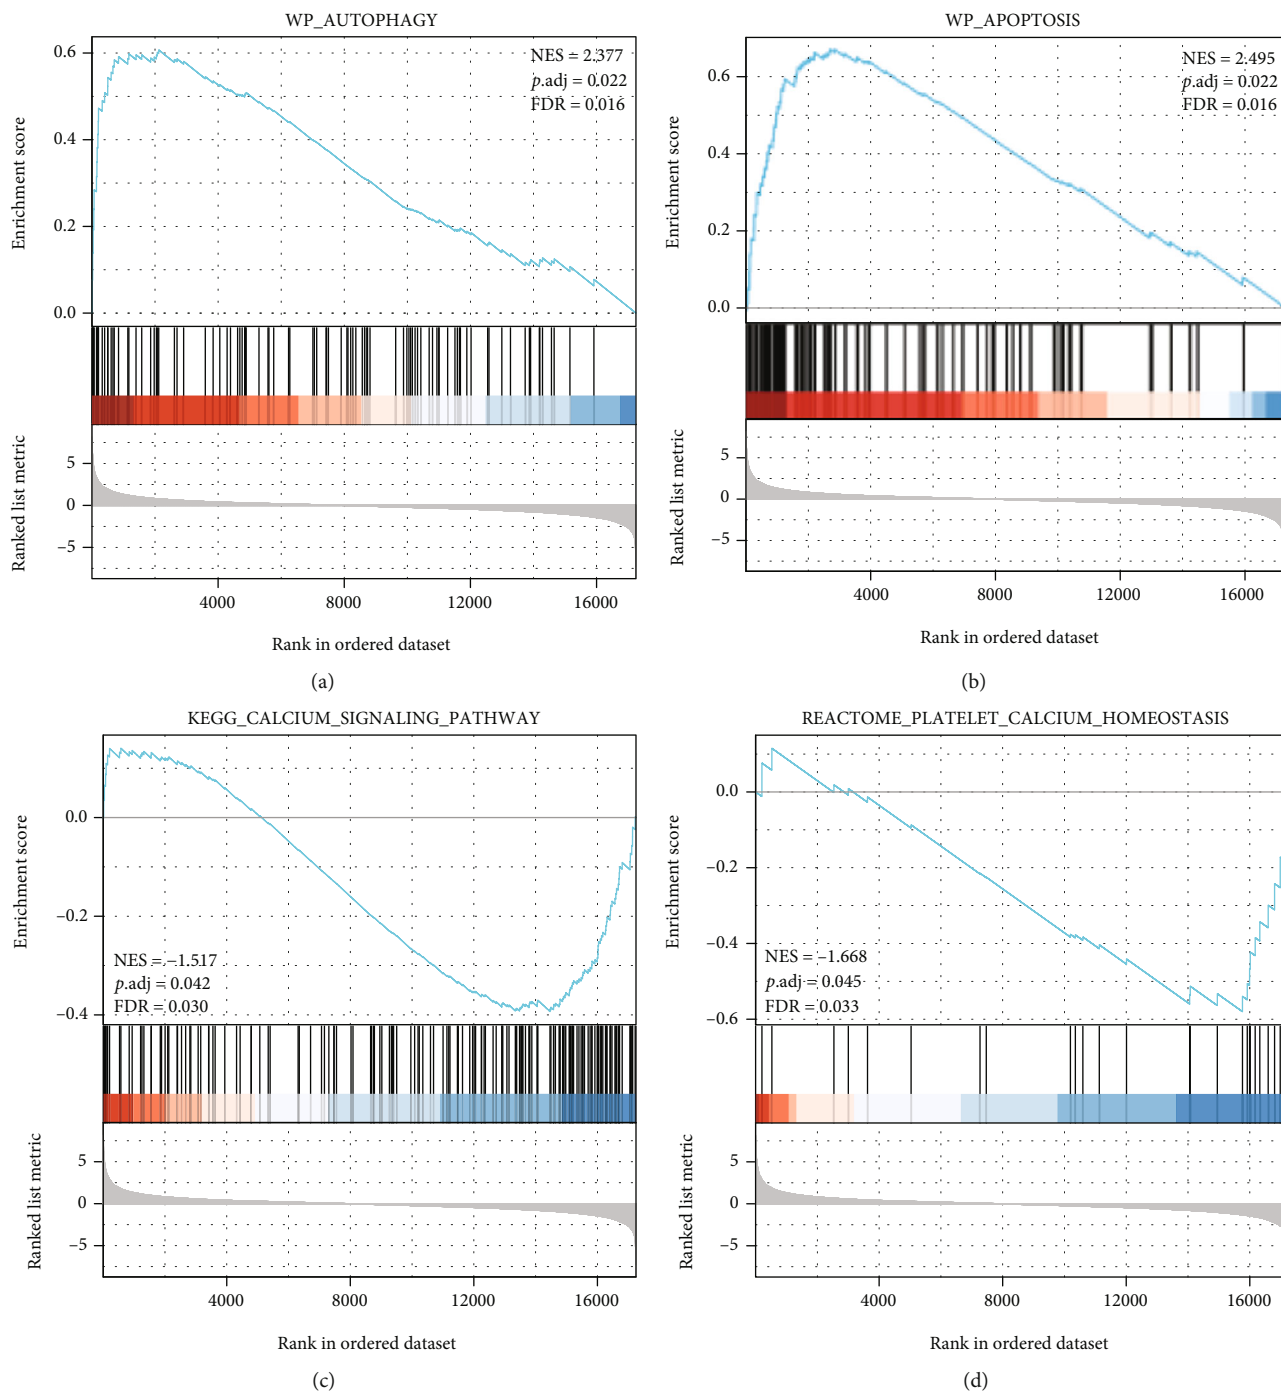 WP_AUTOPHAGY
NES = 2.377
p.adj = 0.022
FDR = 0.016
Enrichment score
0.6
0.4
0.2
0.0
Ranked list metric
5
0
−5
4000 8000 12000 16000
Rank in ordered dataset
(a)
WP_APOPTOSIS
NES = 2.495
p.adj = 0.022
FDR = 0.016
Enrichment score
0.6
0.4
0.2
0.0
Ranked list metric
5
0
−5
4000 8000 12000 16000
Rank in ordered dataset
(b)
KEGG_CALCIUM_SIGNALING_PATHWAY
Enrichment score
0.0
−0.2
−0.4
NES = −1.517
p.adj = 0.042
FDR = 0.030
Ranked list metric
5
0
−5
4000 8000 12000 16000
Rank in ordered dataset
(c)
REACTOME_PLATELET_CALCIUM_HOMEOSTASIS
Enrichment score
0.0
−0.2
−0.4
−0.6
NES = −1.668
p.adj = 0.045
FDR = 0.033
Ranked list metric
5
0
−5
4000 8000 12000 16000
Rank in ordered dataset
(d)